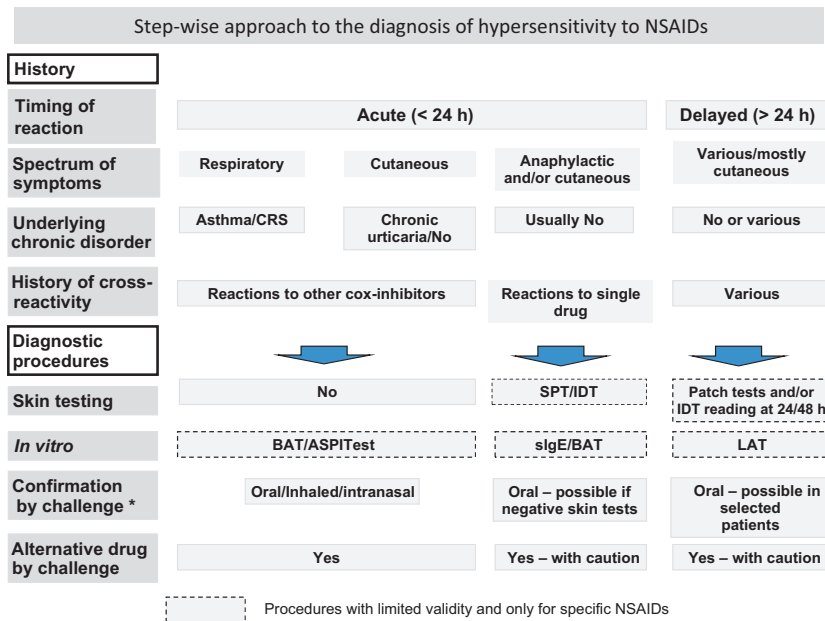 Step-wise approach to the diagnosis of hypersensitivity to NSAIDs
History
Timing of
reaction
Acute (< 24 h)
Delayed (> 24 h)
Spectrum of
symptoms
Respiratory
Cutaneous
Anaphylactic
and/or cutaneous
Various/mostly
cutaneous
Underlying
chronic disorder
Asthma/CRS
Chronic
urticaria/No
Usually No
No or various
History of cross-
reactivity
Reactions to other cox-inhibitors
Reactions to single
drug
Various
Diagnostic
procedures
Skin testing
No
SPT/IDT
Patch tests and/or
IDT reading at 24/48 h
In vitro
BAT/ASPITest
sIgE/BAT
LAT
Confirmation
by challenge *
Oral/Inhaled/intranasal
Oral – possible if
negative skin tests
Oral – possible in
selected
patients
Alternative drug
by challenge
Yes
Yes – with caution
Yes – with caution
Procedures with limited validity and only for specific NSAIDs